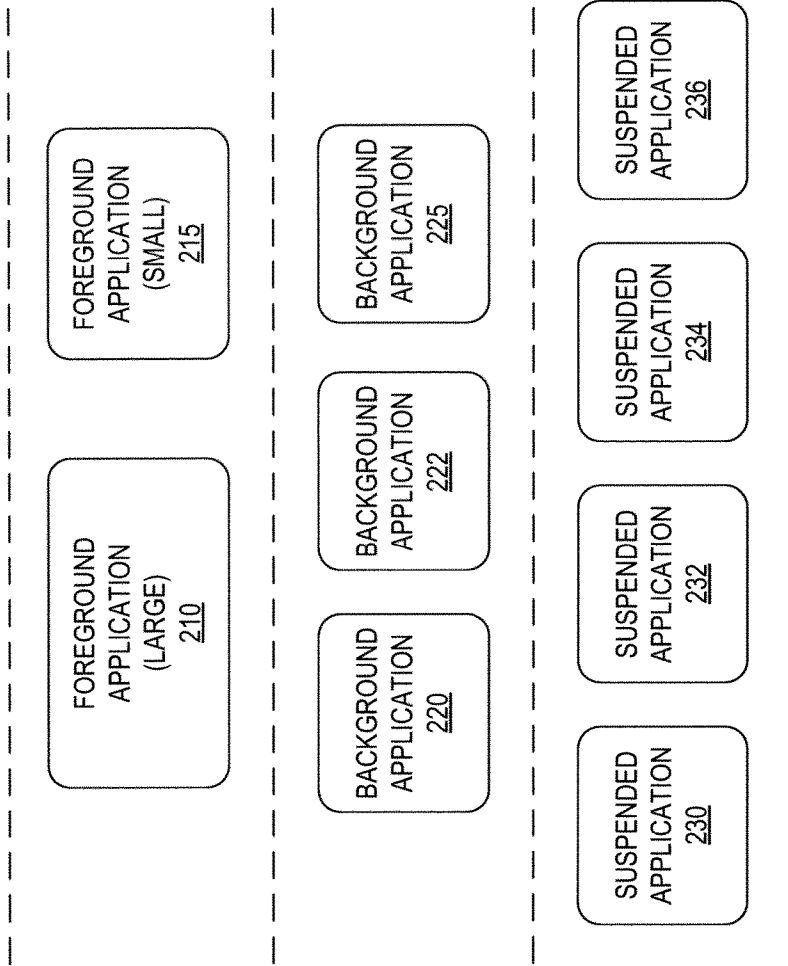 FOREGROUND
APPLICATION
(LARGE)
210
FOREGROUND
APPLICATION
(SMALL)
215
BACKGROUND
APPLICATION
220
BACKGROUND
APPLICATION
222
BACKGROUND
APPLICATION
225
SUSPENDED
APPLICATION
230
SUSPENDED
APPLICATION
232
SUSPENDED
APPLICATION
234
SUSPENDED
APPLICATION
236